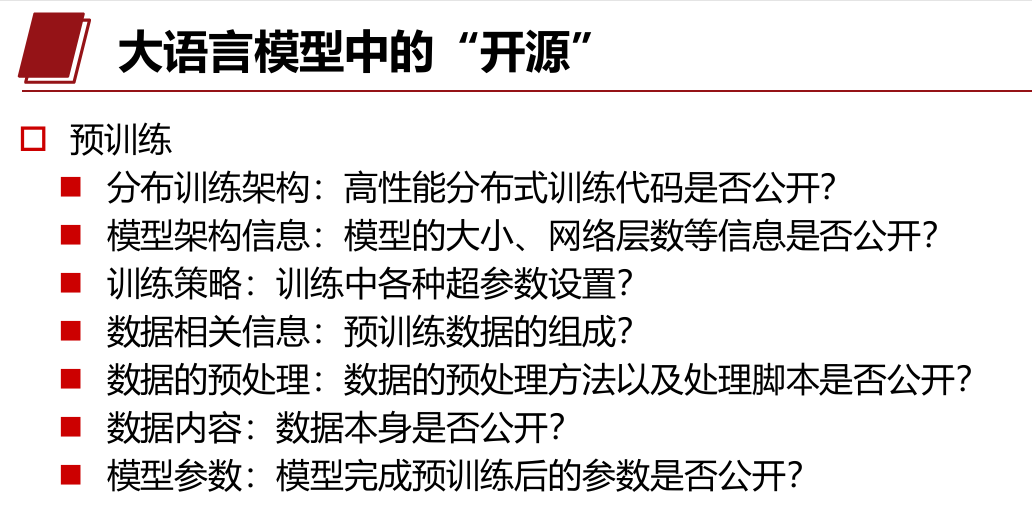 大语言模型中的“开源”
预训练
分布训练架构：高性能分布式训练代码是否公开？
模型架构信息：模型的大小、网络层数等信息是否公开？
训练策略：训练中各种超参数设置？
数据相关信息：预训练数据的组成？
数据的预处理：数据的预处理方法以及处理脚本是否公开？
数据内容：数据本身是否公开？
模型参数：模型完成预训练后的参数是否公开？